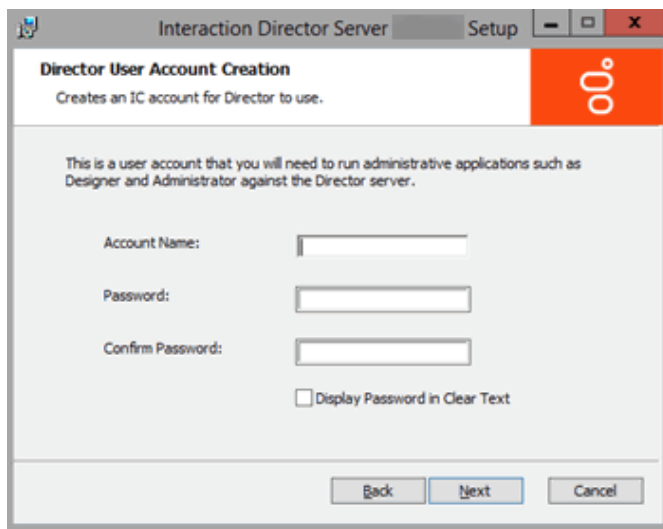 Interaction Director Server Setup
Director User Account Creation
Creates an IC account for Director to use.
This is a user account that you will need to run administrative applications such as
Designer and Administrator against the Director server.
Account Name:
Password:
Confirm Password:
Display Password in Clear Text
Back Next Cancel